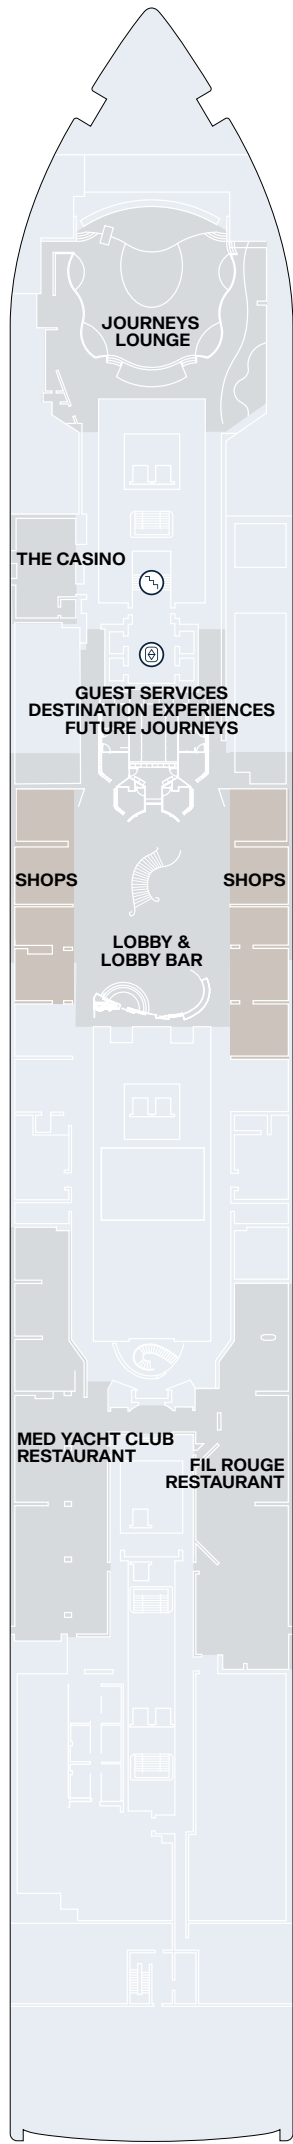 JOURNEYS
LOUNGE
THE CASINO
GUEST SERVICES
DESTINATION EXPERIENCES
FUTURE JOURNEYS
SHOPS
SHOPS
LOBBY &
LOBBY BAR
MED YACHT CLUB
RESTAURANT
FIL ROUGE
RESTAURANT